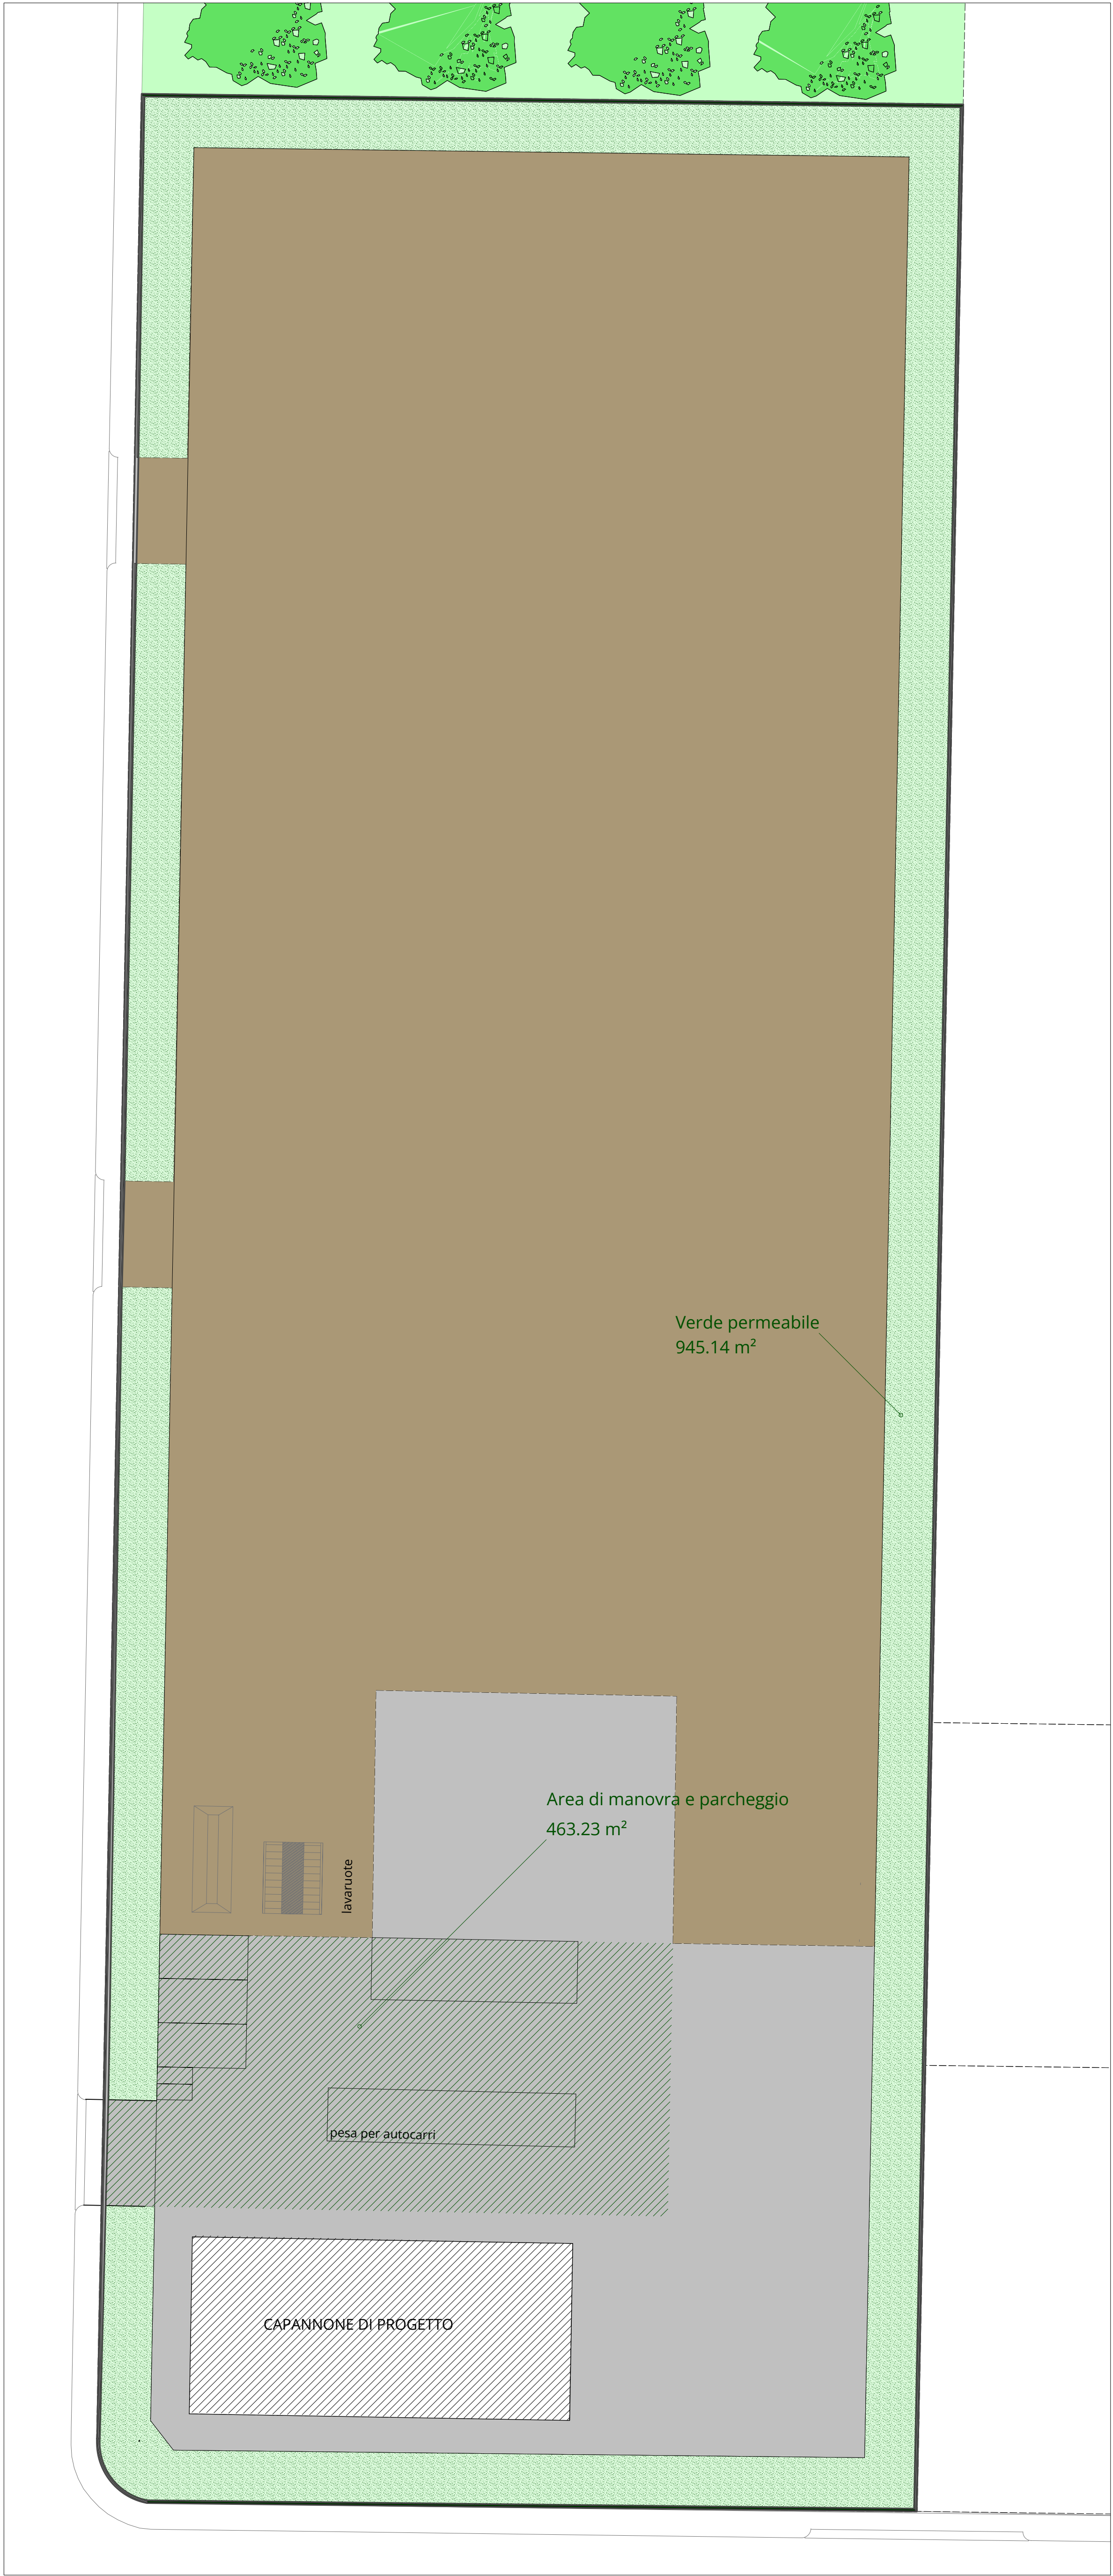 Verde permeabile
945.14 m²
Area di manovra e parcheggio
463.23 m²
lavaruote
pesa per autocarri
CAPANNONE DI PROGETTO